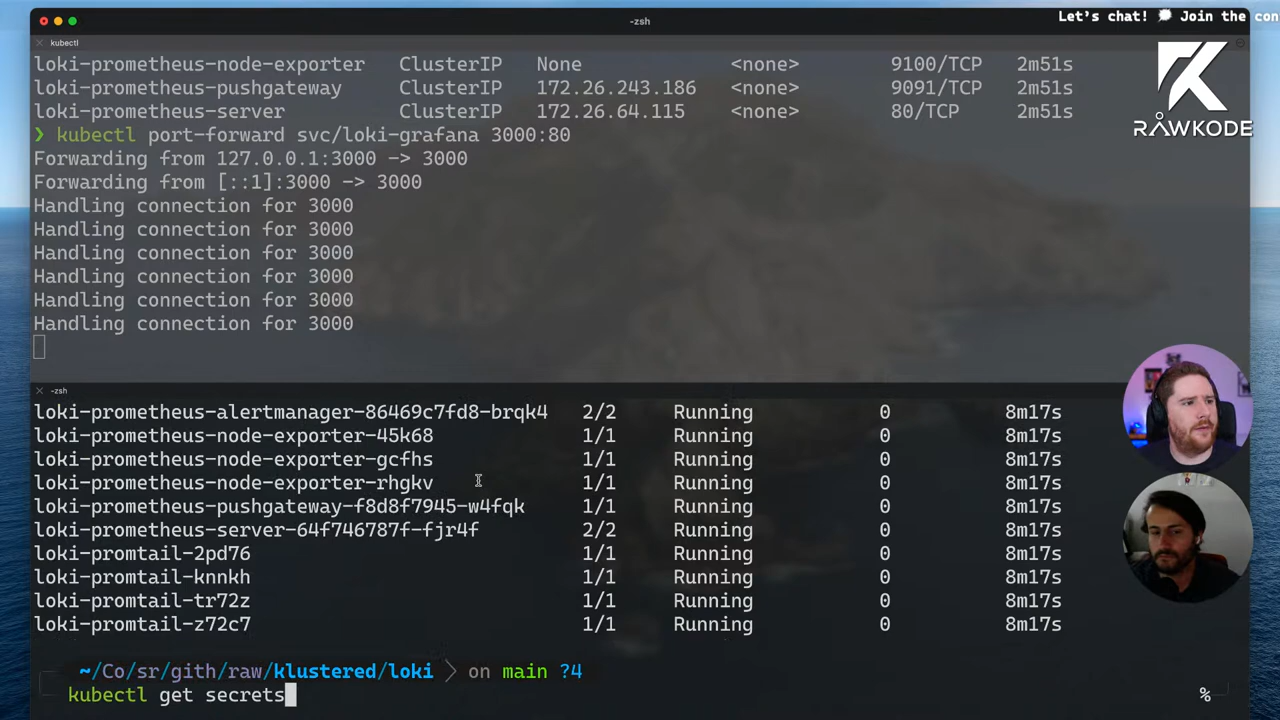 -zsh
Let's chat! Join the con
kubectl
loki-prometheus-node-exporter ClusterIP None <none> 9100/TCP 2m51s
loki-prometheus-pushgateway ClusterIP 172.26.243.186 <none> 9091/TCP 2m51s
loki-prometheus-server ClusterIP 172.26.64.115 <none> 80/TCP 2m51s
❯ kubectl port-forward svc/loki-grafana 3000:80
Forwarding from 127.0.0.1:3000 -> 3000
Forwarding from [::1]:3000 -> 3000
Handling connection for 3000
Handling connection for 3000
Handling connection for 3000
Handling connection for 3000
Handling connection for 3000
Handling connection for 3000
RAWKODE
-zsh
loki-prometheus-alertmanager-86469c7fd8-brqk4 2/2 Running 0 8m17s
loki-prometheus-node-exporter-45k68 1/1 Running 0 8m17s
loki-prometheus-node-exporter-gcfhs 1/1 Running 0 8m17s
loki-prometheus-node-exporter-rhgkv 1/1 Running 0 8m17s
loki-prometheus-pushgateway-f8d8f7945-w4fqk 1/1 Running 0 8m17s
loki-prometheus-server-64f746787f-fjr4f 2/2 Running 0 8m17s
loki-promtail-2pd76 1/1 Running 0 8m17s
loki-promtail-knnkh 1/1 Running 0 8m17s
loki-promtail-tr72z 1/1 Running 0 8m17s
loki-promtail-z72c7 1/1 Running 0 8m17s
~/Co/sr/gith/raw/klustered/loki on main ?4
kubectl get secrets %